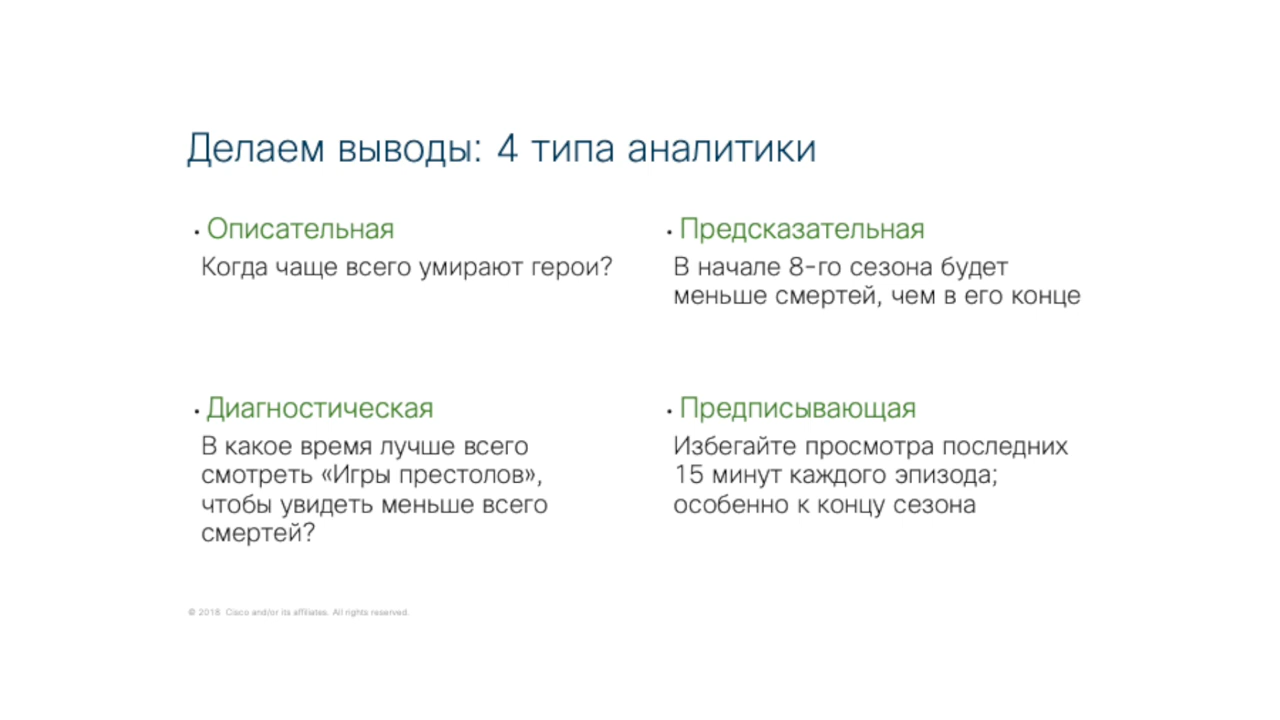 Делаем выводы: 4 типа аналитики
· Описательная
Когда чаще всего умирают герои?
· Предсказательная
В начале 8-го сезона будет
меньше смертей, чем в его конце
· Диагностическая
В какое время лучше всего
смотреть «Игры престолов»,
чтобы увидеть меньше всего
смертей?
· Предписывающая
Избегайте просмотра последних
15 минут каждого эпизода;
особенно к концу сезона
© 2018 Cisco and/or its affiliates. All rights reserved.